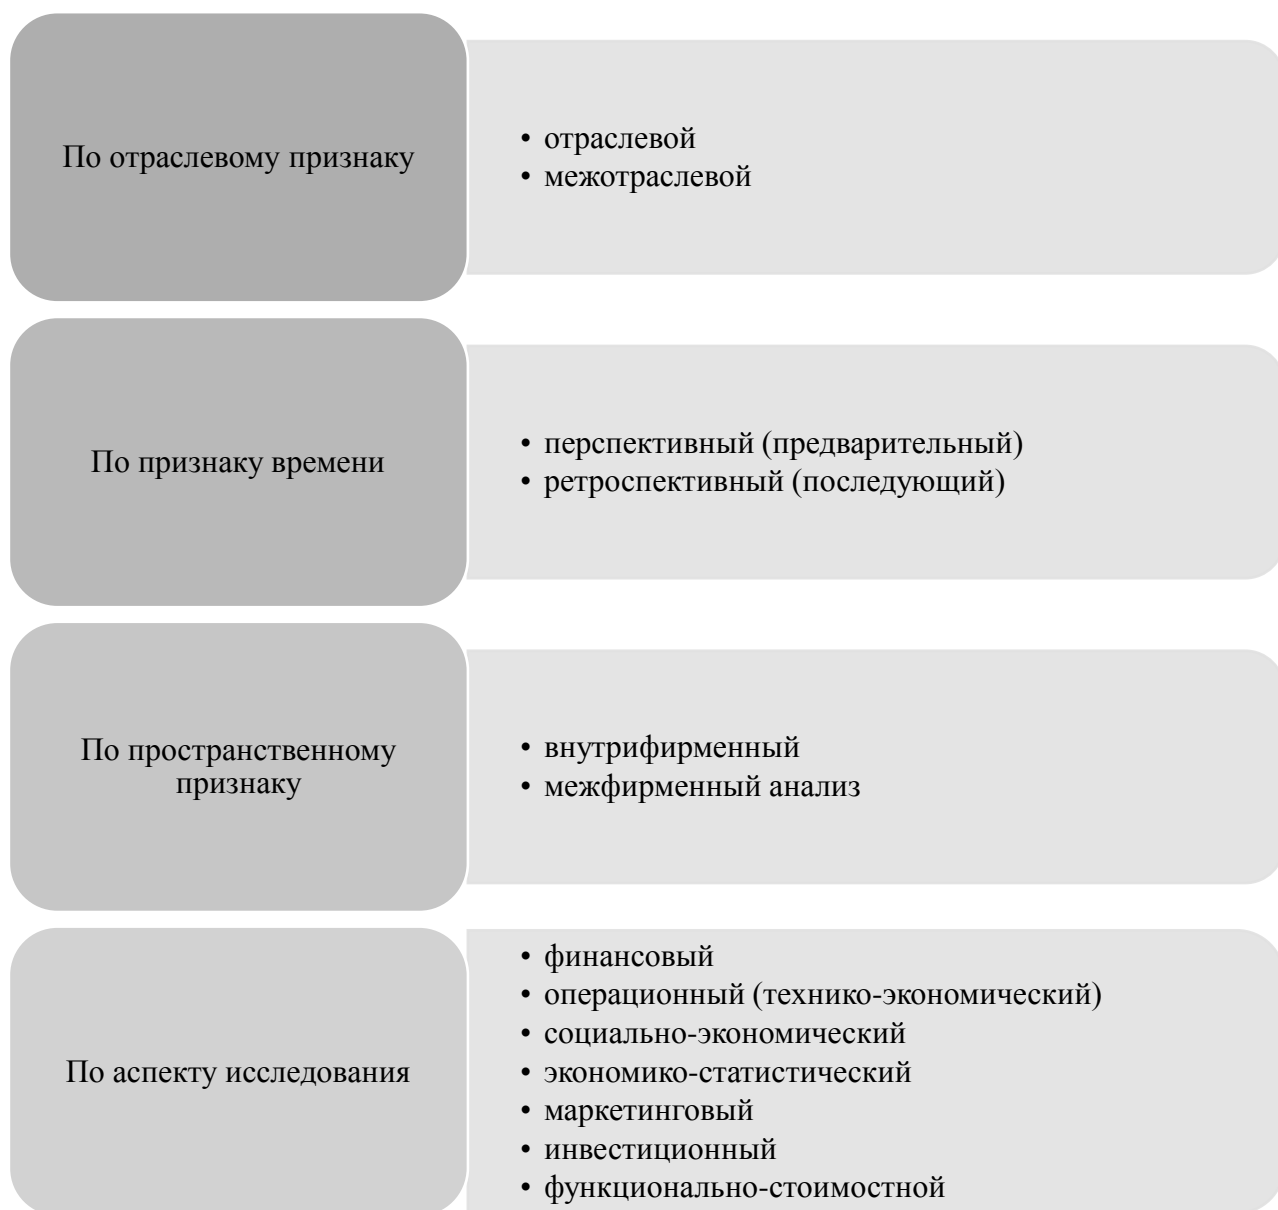 По отраслевому признаку
• отраслевой
• межотраслевой
По признаку времени
• перспективный (предварительный)
• ретроспективный (последующий)
По пространственному
признаку
• внутрифирменный
• межфирменный анализ
По аспекту исследования
• финансовый
• операционный (технико-экономический)
• социально-экономический
• экономико-статистический
• маркетинговый
• инвестиционный
• функционально-стоимостной